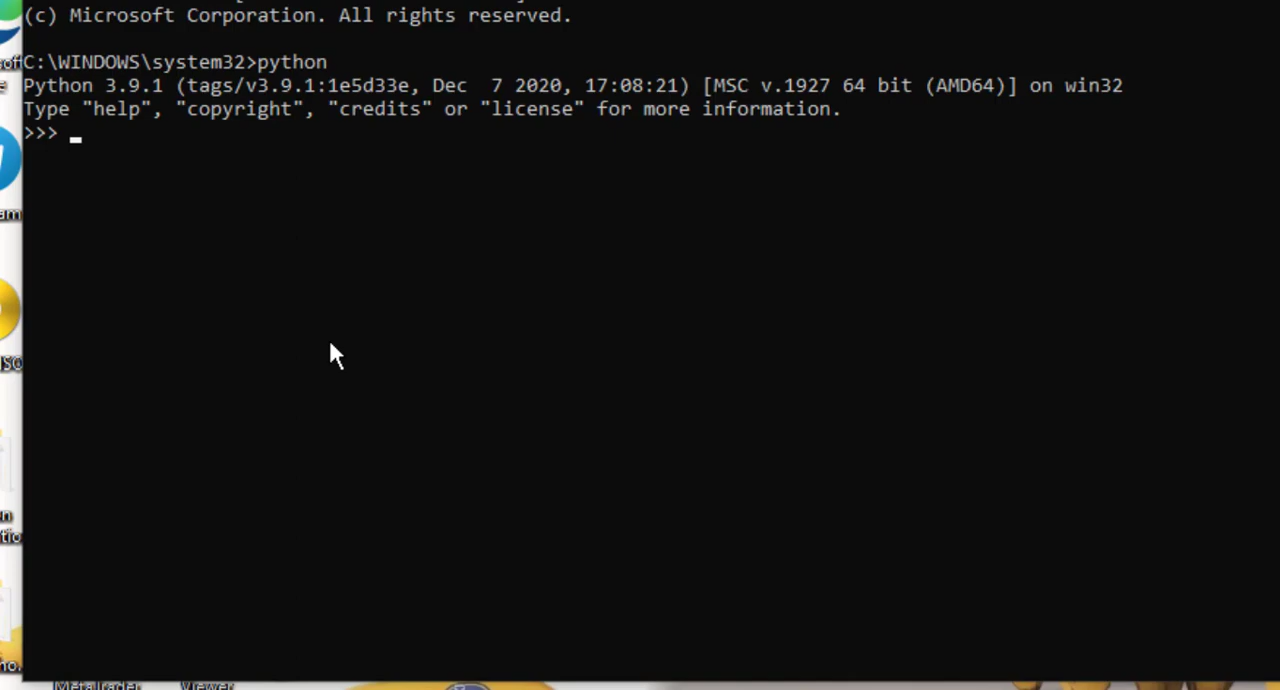 (c) Microsoft Corporation. All rights reserved.
C:\WINDOWS\system32>python
Python 3.9.1 (tags/v3.9.1:1e5d33e, Dec  7 2020, 17:08:21) [MSC v.1927 64 bit (AMD64)] on win32
Type "help", "copyright", "credits" or "license" for more information.
>>>
MetaTrader
Viewer